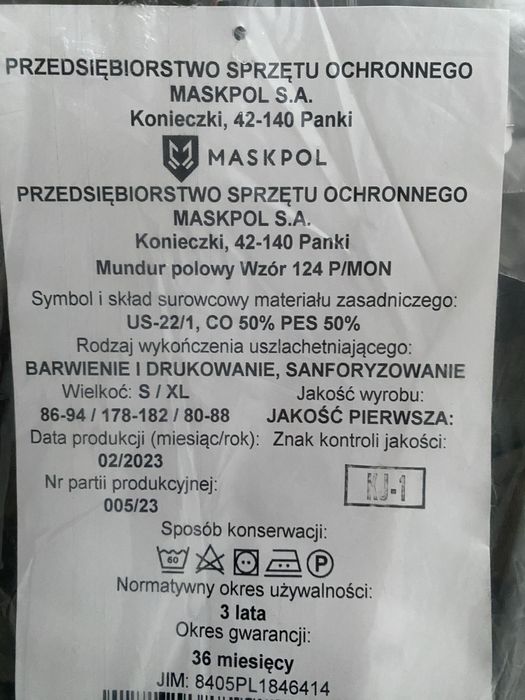 PRZEDSIĘBIORSTWO SPRZĘTU OCHRONNEGO
MASKPOL S.A.
Konieczki, 42-140 Panki
MASKPOL
PRZEDSIĘBIORSTWO SPRZĘTU OCHRONNEGO
MASKPOL S.A.
Konieczki, 42-140 Panki
Mundur polowy Wzór 124 P/MON
Symbol i skład surowcowy materiału zasadniczego:
US-22/1, CO 50% PES 50%
Rodzaj wykończenia uszlachetniającego:
BARWIENIE I DRUKOWANIE, SANFORYZOWANIE
Wielkoć: S / XL Jakość wyrobu:
86-94 / 178-182 / 80-88 JAKOŚĆ PIERWSZA:
Data produkcji (miesiąc/rok): Znak kontroli jakości:
02/2023
Nr partii produkcyjnej: KJ-1
005/23
Sposób konserwacji:
60 P
Normatywny okres używalności:
3 lata
Okres gwarancji:
36 miesięcy
JIM: 8405PL1846414